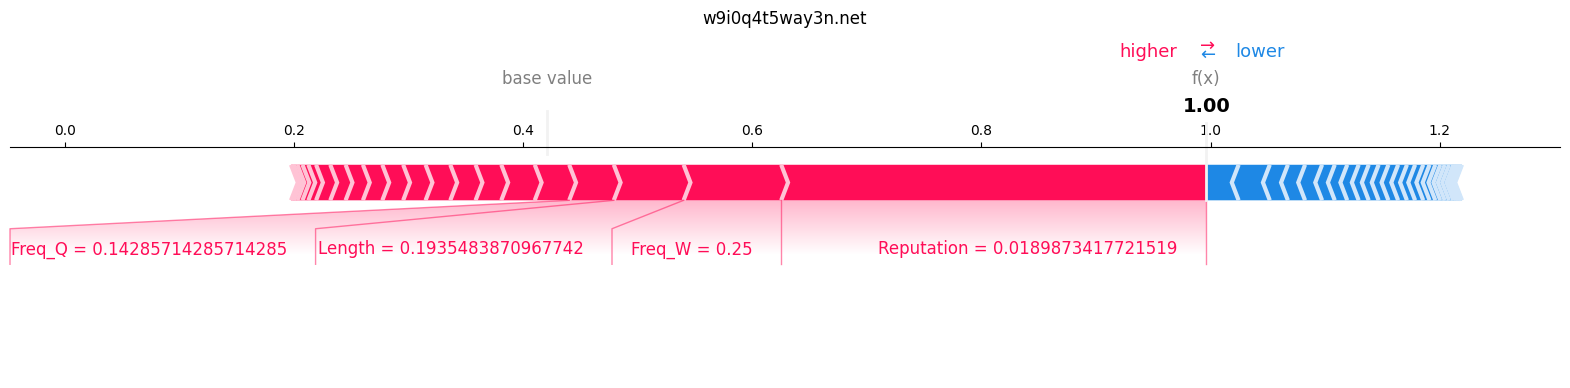 w9i0q4t5way3n.net
higher → ← lower
base value f(x)
1.00
0.0 0.2 0.4 0.6 0.8 1.0 1.2
Freq_Q = 0.14285714285714285 Length = 0.1935483870967742 Freq_W = 0.25 Reputation = 0.0189873417721519